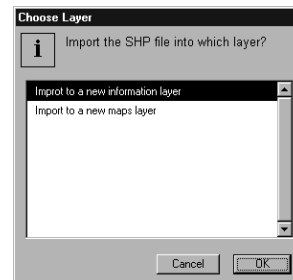 Choose Layer
i Import the SHP file into which layer?
Improt to a new information layer
Import to a new maps layer
Cancel OK